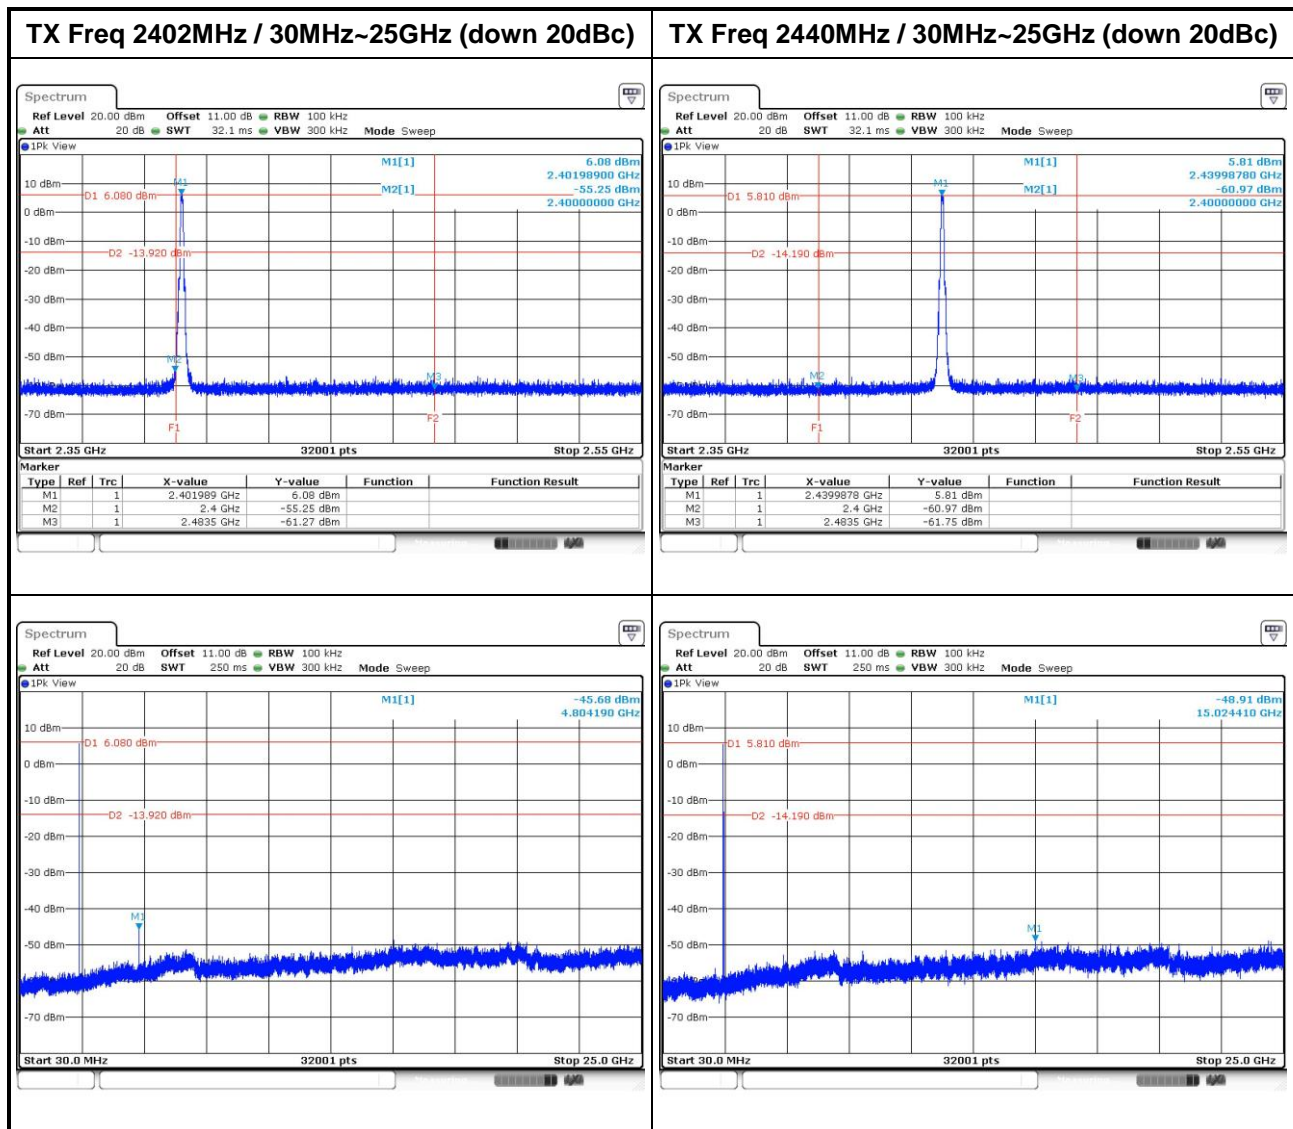 TX Freq 2402MHz / 30MHz~25GHz (down 20dBc)
TX Freq 2440MHz / 30MHz~25GHz (down 20dBc)
Spectrum
Ref Level 20.00 dBm Offset 11.00 dB RBW 100 kHz
Att 20 dB SWT 32.1 ms VBW 300 kHz Mode Sweep
1Pk View
M1[1] 6.08 dBm
2.40198900 GHz
M2[1] -55.25 dBm
2.40000000 GHz
10 dBm
D1 6.080 dBm
M1
0 dBm
-10 dBm
D2 -13.920 dBm
-20 dBm
-30 dBm
-40 dBm
-50 dBm
M2
M3
-70 dBm
F1
F2
Start 2.35 GHz 32001 pts Stop 2.55 GHz
Marker
Type Ref Trc X-value Y-value Function Function Result
M1 1 2.401989 GHz 6.08 dBm
M2 1 2.4 GHz -55.25 dBm
M3 1 2.4835 GHz -61.27 dBm
Spectrum
Ref Level 20.00 dBm Offset 11.00 dB RBW 100 kHz
Att 20 dB SWT 32.1 ms VBW 300 kHz Mode Sweep
1Pk View
M1[1] 5.81 dBm
2.43998780 GHz
M2[1] -60.97 dBm
2.40000000 GHz
10 dBm
D1 5.810 dBm
M1
0 dBm
-10 dBm
D2 -14.190 dBm
-20 dBm
-30 dBm
-40 dBm
-50 dBm
M2
M3
-70 dBm
F1
F2
Start 2.35 GHz 32001 pts Stop 2.55 GHz
Marker
Type Ref Trc X-value Y-value Function Function Result
M1 1 2.4399878 GHz 5.81 dBm
M2 1 2.4 GHz -60.97 dBm
M3 1 2.4835 GHz -61.75 dBm
Spectrum
Ref Level 20.00 dBm Offset 11.00 dB RBW 100 kHz
Att 20 dB SWT 250 ms VBW 300 kHz Mode Sweep
1Pk View
M1[1] -45.68 dBm
4.804190 GHz
10 dBm
D1 6.080 dBm
0 dBm
-10 dBm
D2 -13.920 dBm
-20 dBm
-30 dBm
-40 dBm
M1
-50 dBm
-70 dBm
Start 30.0 MHz 32001 pts Stop 25.0 GHz
Spectrum
Ref Level 20.00 dBm Offset 11.00 dB RBW 100 kHz
Att 20 dB SWT 250 ms VBW 300 kHz Mode Sweep
1Pk View
M1[1] -48.91 dBm
15.024410 GHz
10 dBm
D1 5.810 dBm
0 dBm
-10 dBm
D2 -14.190 dBm
-20 dBm
-30 dBm
-40 dBm
M1
-50 dBm
-70 dBm
Start 30.0 MHz 32001 pts Stop 25.0 GHz